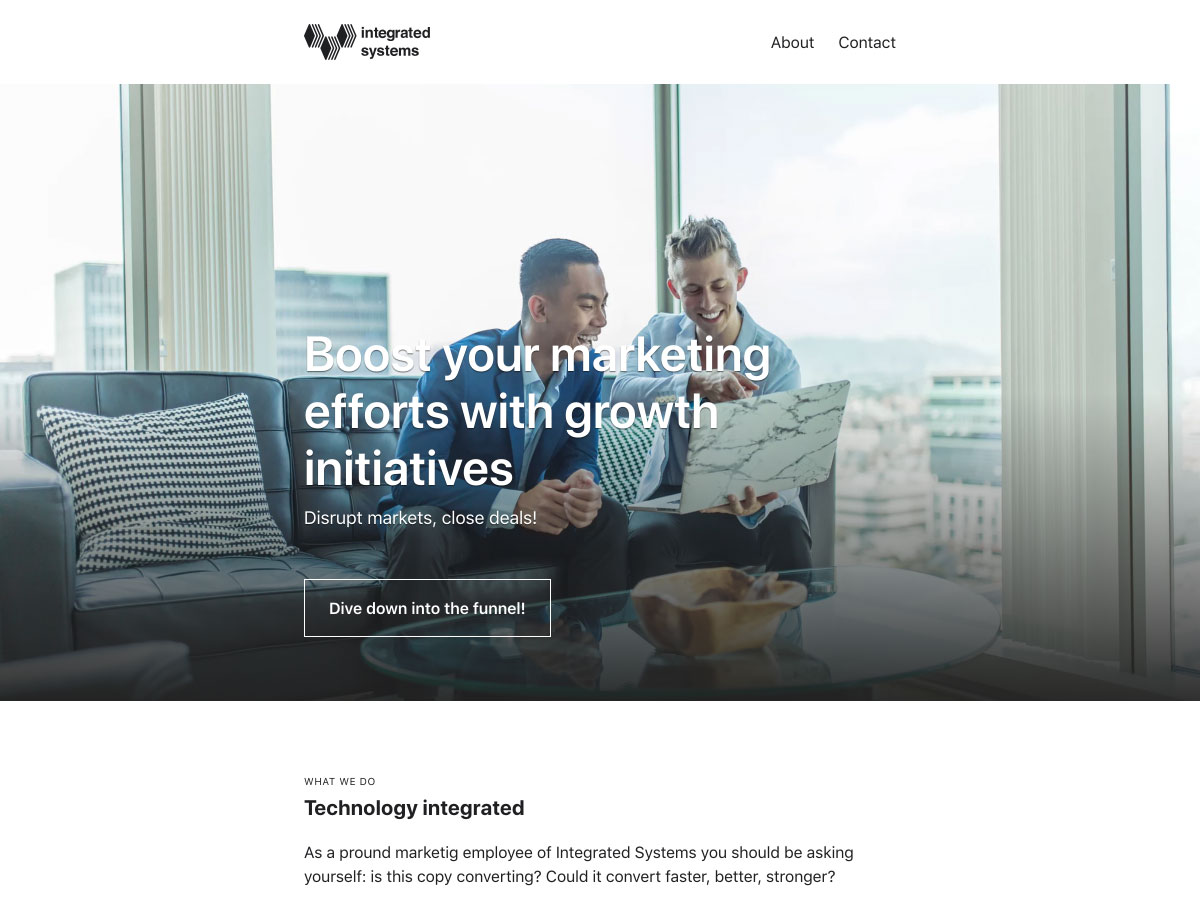 integrated
systems
About Contact
Boost your marketing
efforts with growth
initiatives
Disrupt markets, close deals!
Dive down into the funnel!
WHAT WE DO
Technology integrated
As a pround marketig employee of Integrated Systems you should be asking
yourself: is this copy converting? Could it convert faster, better, stronger?